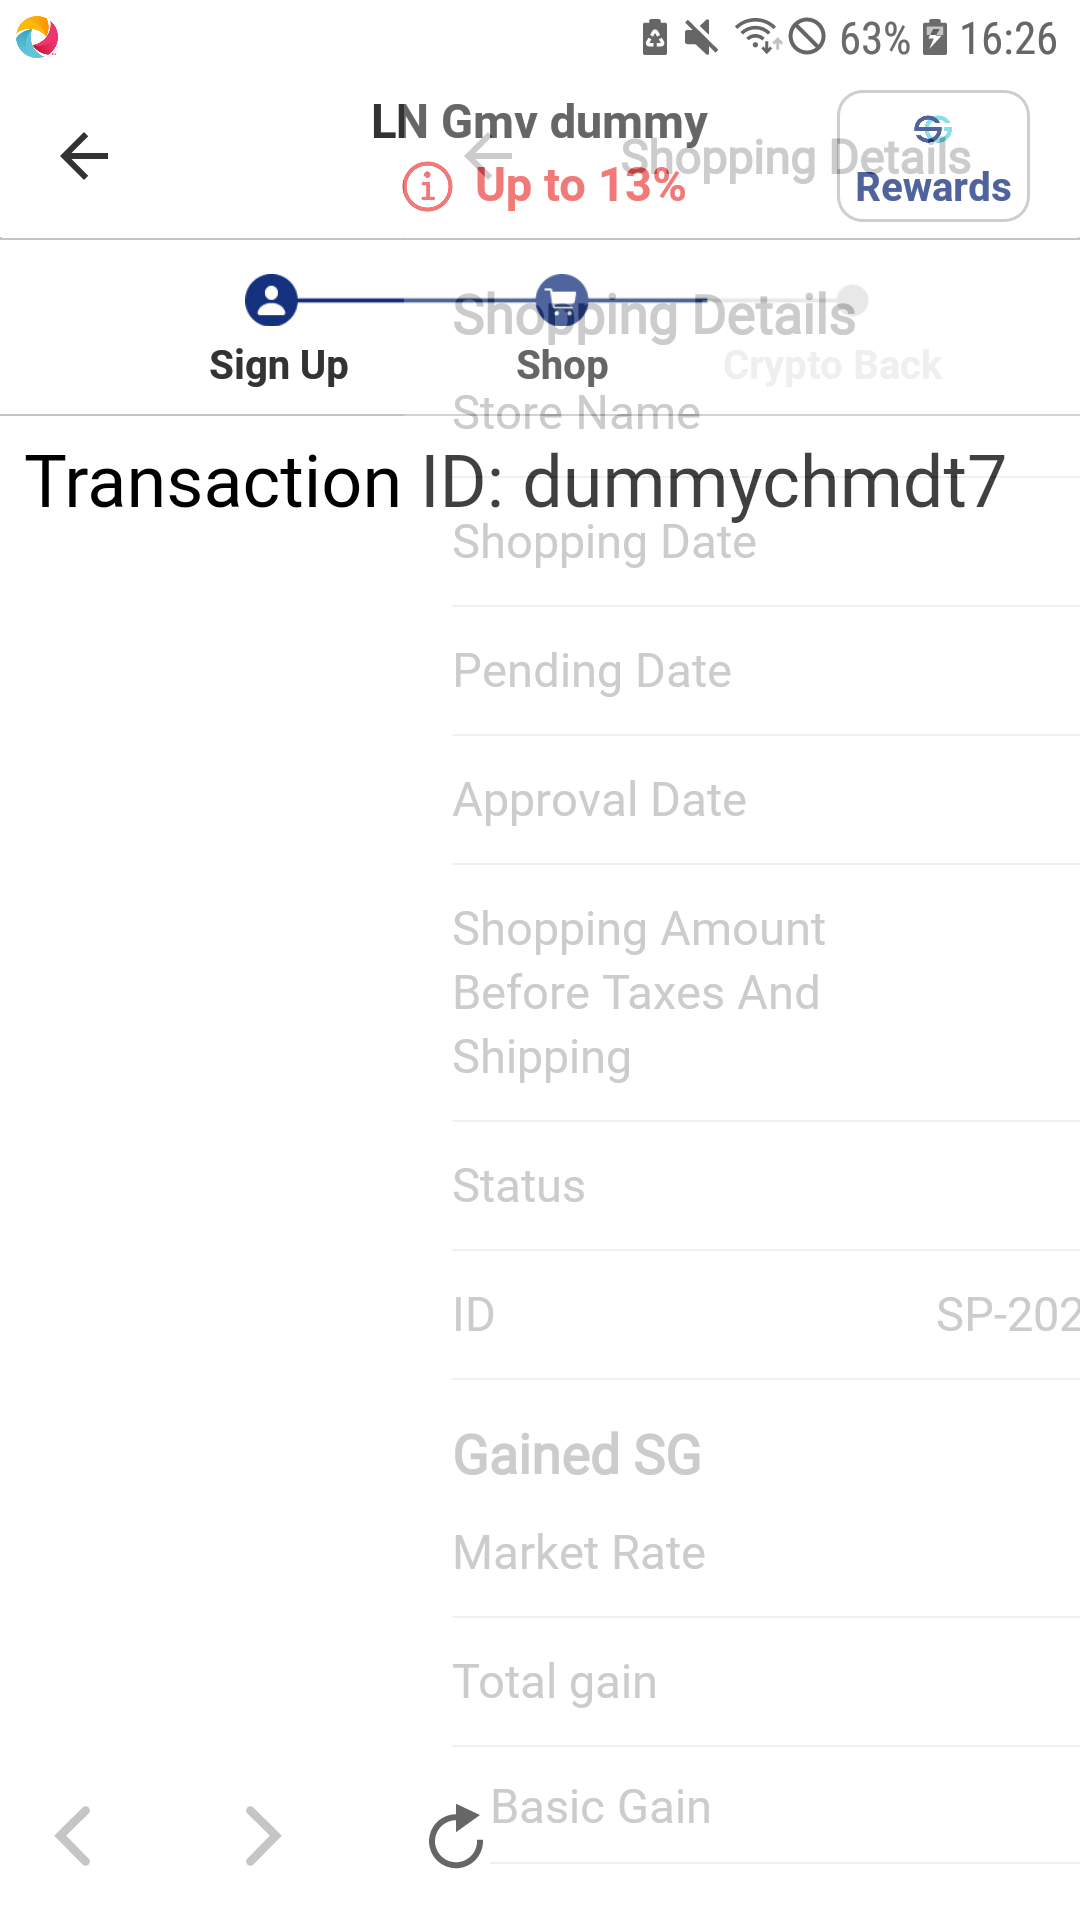 63% 16:26
LN Gmv dummy
Shopping Details
Up to 13%
Rewards
Shopping Details
Sign Up
Shop
Crypto Back
Store Name
Transaction ID: dummychmdt7
Shopping Date
Pending Date
Approval Date
Shopping Amount
Before Taxes And
Shipping
Status
ID SP-202
Gained SG
Market Rate
Total gain
Basic Gain